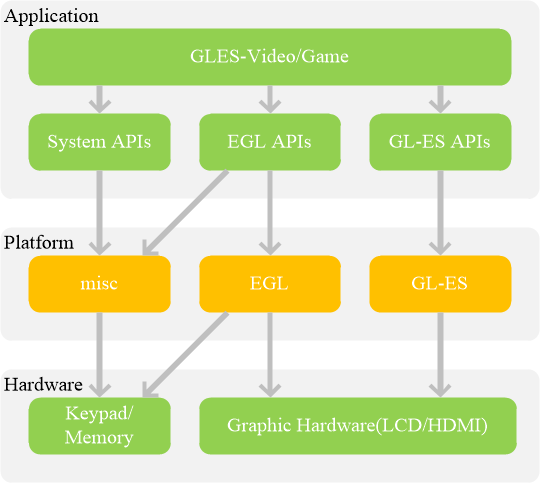 Application
GLES-Video/Game
System APIs
EGL APIs
GL-ES APIs
Platform
misc
EGL
GL-ES
Hardware
Keypad/
Memory
Graphic Hardware(LCD/HDMI)